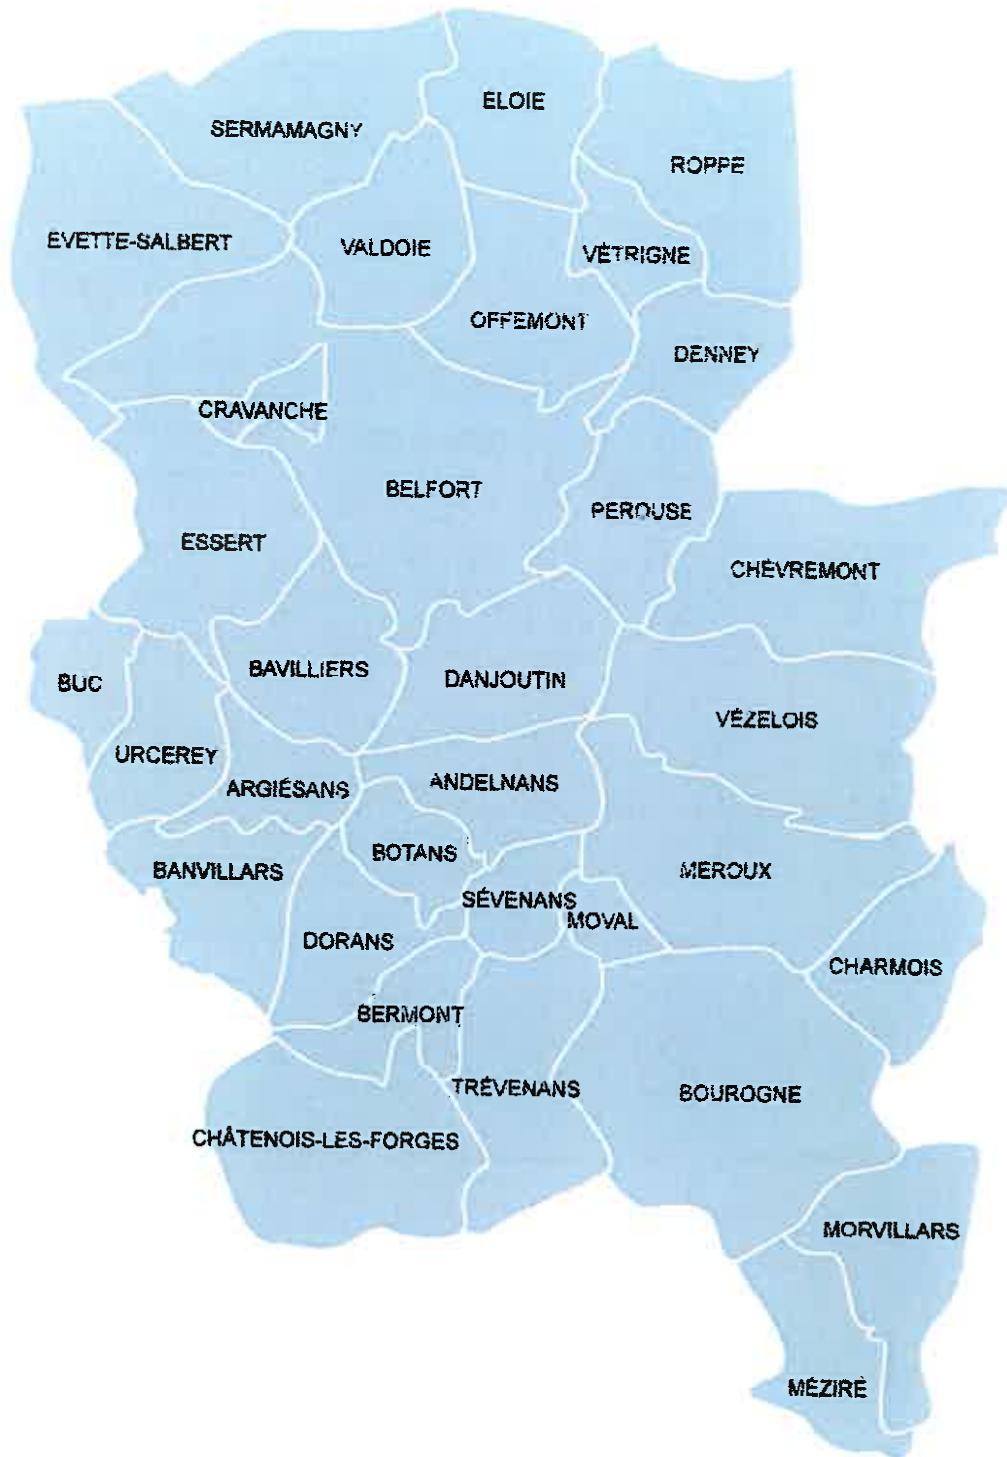 ELOIE
SERMAMAGNY
ROPPE
EVETTE-SALBERT
VALDOIE
VÉTRIGNE
OFFEMONT
DENNEY
CRAVANCHE
BELFORT
PEROUSE
ESSERT
CHÈVREMONT
BAVILLIERS
DANJOUTIN
BUC
VÉZELOIS
URCEREY
ARGIÉSANS
ANDELNANS
BOTANS
BANVILLARS
MEROUX
SÉVENANS
MOVAL
DORANS
CHARMOIS
BERMONT
TRÉVENANS
BOUROGNE
CHÂTENOIS-LES-FORGES
MORVILLARS
MÉZIRÉ